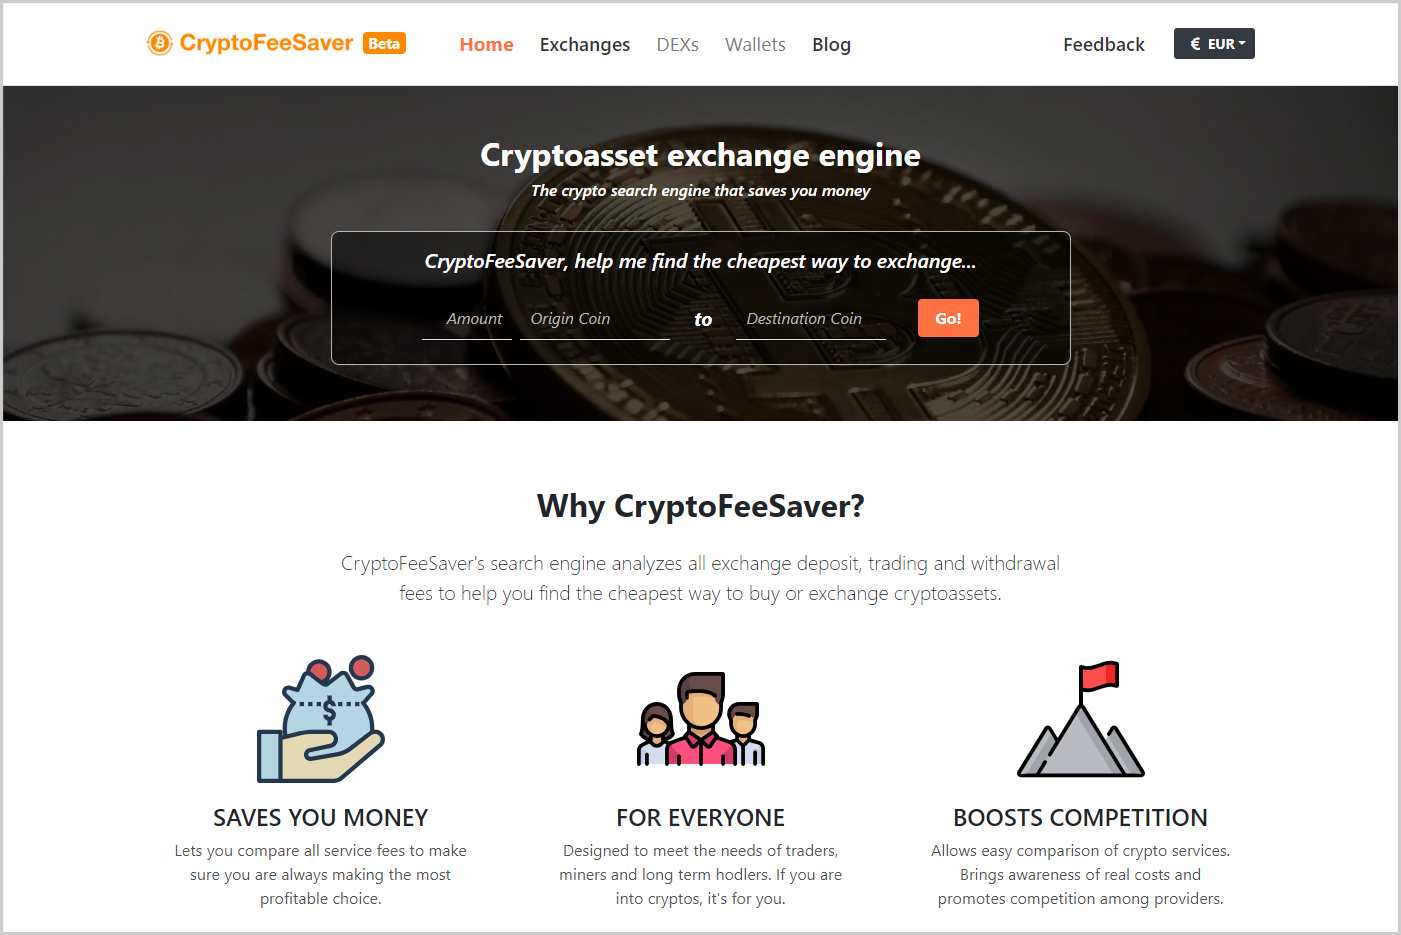 CryptoFeeSaver Beta
Home Exchanges DEXs Wallets Blog Feedback € EUR
Cryptoasset exchange engine
The crypto search engine that saves you money
CryptoFeeSaver, help me find the cheapest way to exchange...
Amount Origin Coin to Destination Coin Go!
Why CryptoFeeSaver?
CryptoFeeSaver's search engine analyzes all exchange deposit, trading and withdrawal
fees to help you find the cheapest way to buy or exchange cryptoassets.
SAVES YOU MONEY
Lets you compare all service fees to make
sure you are always making the most
profitable choice.
FOR EVERYONE
Designed to meet the needs of traders,
miners and long term hodlers. If you are
into cryptos, it's for you.
BOOSTS COMPETITION
Allows easy comparison of crypto services.
Brings awareness of real costs and
promotes competition among providers.